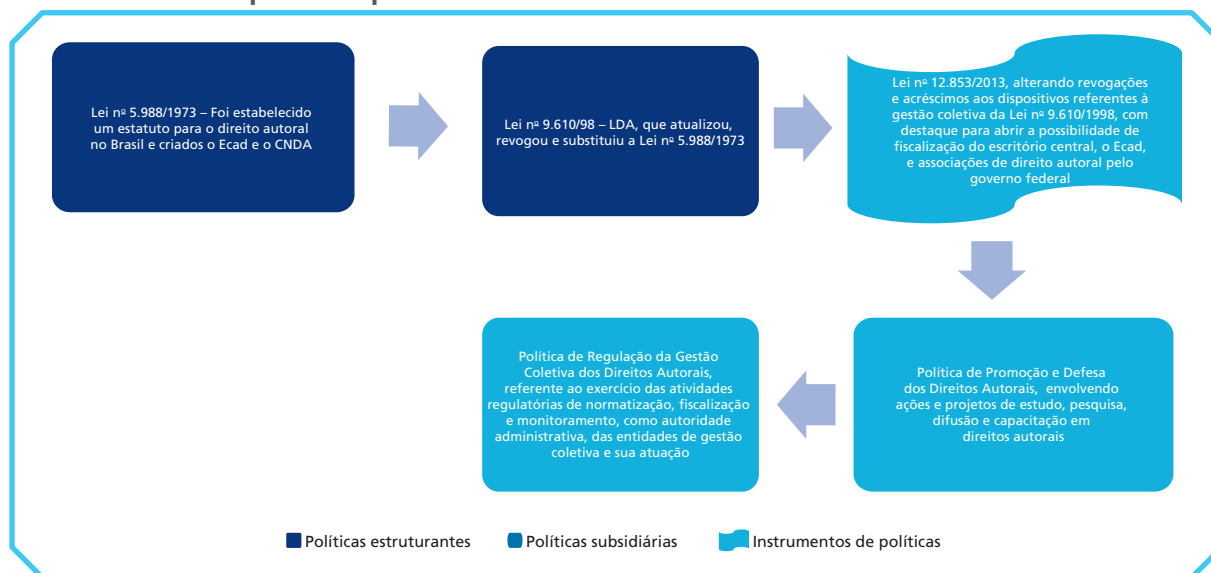 Lei nº 5.988/1973 – Foi estabelecido
um estatuto para o direito autoral
no Brasil e criados o Ecad e o CNDA
Lei nº 9.610/98 – LDA, que atualizou,
revogou e substituiu a Lei nº 5.988/1973
Lei nº 12.853/2013, alterando revogações
e acréscimos aos dispositivos referentes à
gestão coletiva da Lei nº 9.610/1998, com
destaque para abrir a possibilidade de
fiscalização do escritório central, o Ecad,
e associações de direito autoral pelo
governo federal
Política de Promoção e Defesa
dos Direitos Autorais, envolvendo
ações e projetos de estudo, pesquisa,
difusão e capacitação em
direitos autorais
Política de Regulação da Gestão
Coletiva dos Direitos Autorais,
referente ao exercício das atividades
regulatórias de normatização, fiscalização
e monitoramento, como autoridade
administrativa, das entidades de gestão
coletiva e sua atuação
Políticas estruturantes
Políticas subsidiárias
Instrumentos de políticas